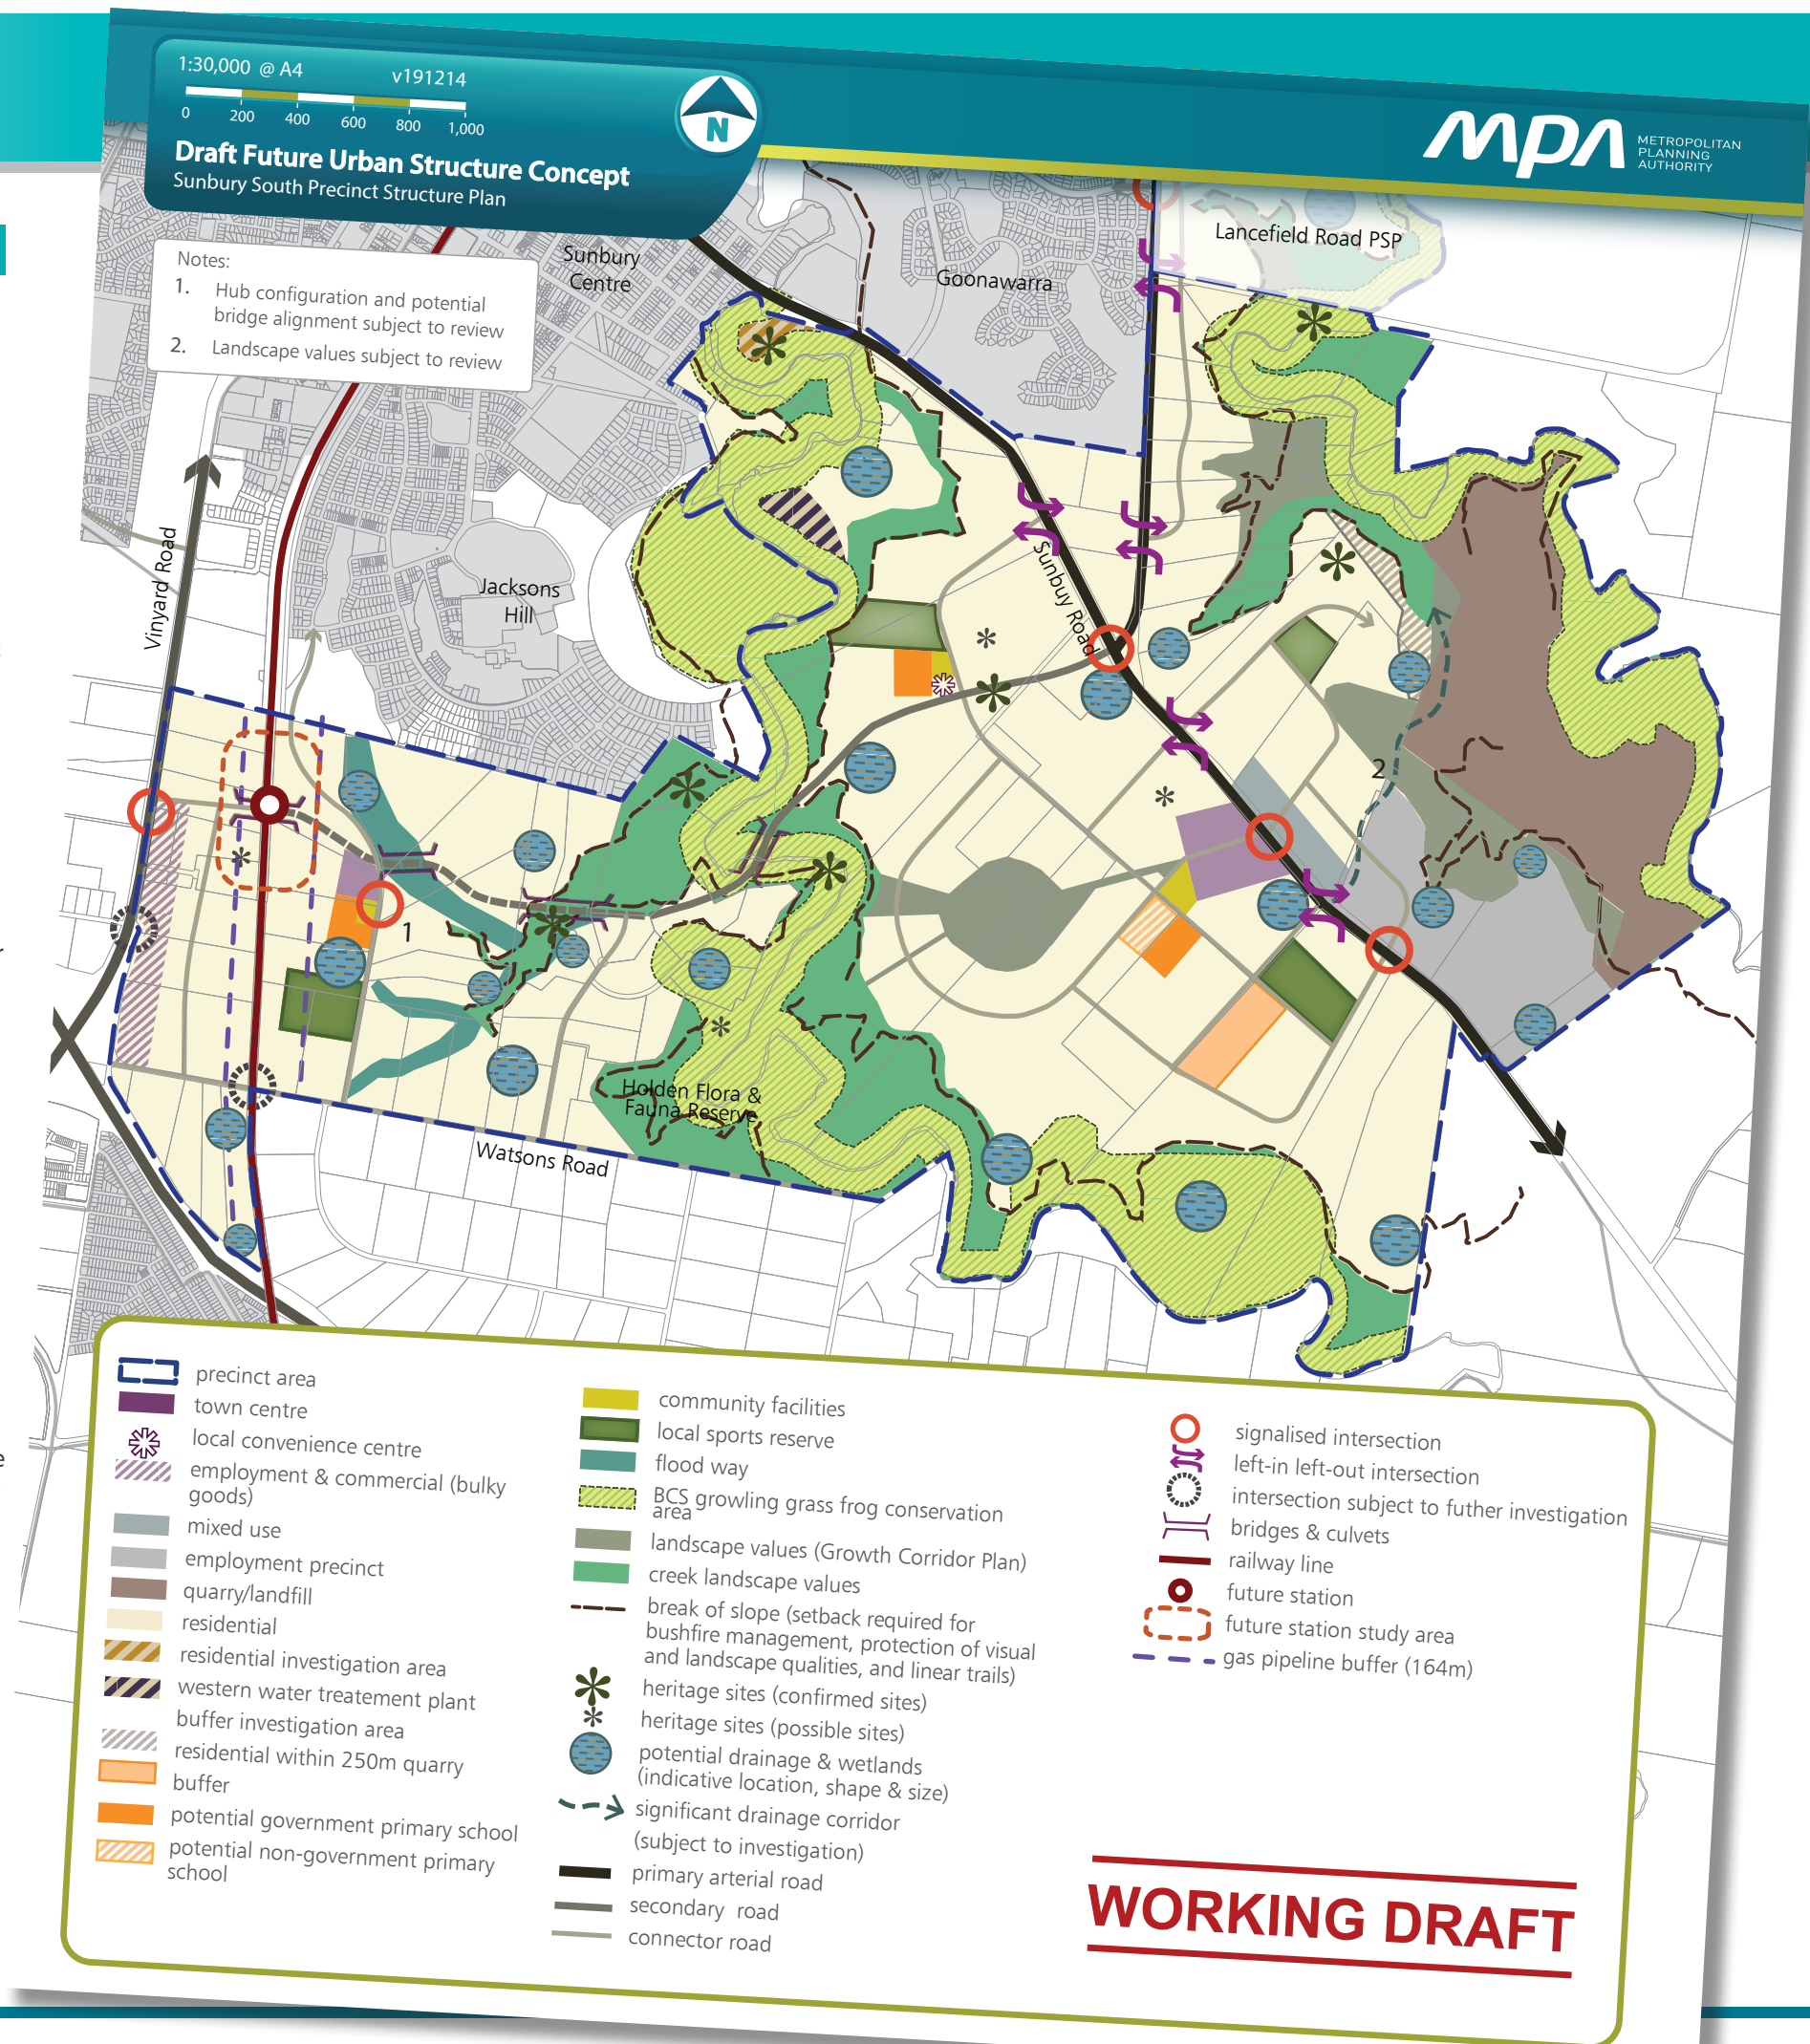 1:30,000 @ A4
v191214
0 200 400 600 800 1,000
Draft Future Urban Structure Concept
Sunbury South Precinct Structure Plan
N
mpa
METROPOLITAN
PLANNING
AUTHORITY
Notes:
1. Hub configuration and potential
bridge alignment subject to review
2. Landscape values subject to review
Sunbury
Centre
Goonawarra
Lancefield Road PSP
Vinyard Road
Jacksons
Hill
Sunbuy Road
1
2
Holden Flora &
Fauna Reserve
Watsons Road
precinct area
town centre
local convenience centre
employment & commercial (bulky
goods)
mixed use
employment precinct
quarry/landfill
residential
residential investigation area
western water treatement plant
buffer investigation area
residential within 250m quarry
buffer
potential government primary school
potential non-government primary
school
community facilities
local sports reserve
flood way
BCS growling grass frog conservation
area
landscape values (Growth Corridor Plan)
creek landscape values
break of slope (setback required for
bushfire management, protection of visual
and landscape qualities, and linear trails)
heritage sites (confirmed sites)
heritage sites (possible sites)
potential drainage & wetlands
(indicative location, shape & size)
significant drainage corridor
(subject to investigation)
primary arterial road
secondary road
connector road
signalised intersection
left-in left-out intersection
intersection subject to futher investigation
bridges & culvets
railway line
future station
future station study area
gas pipeline buffer (164m)
WORKING DRAFT